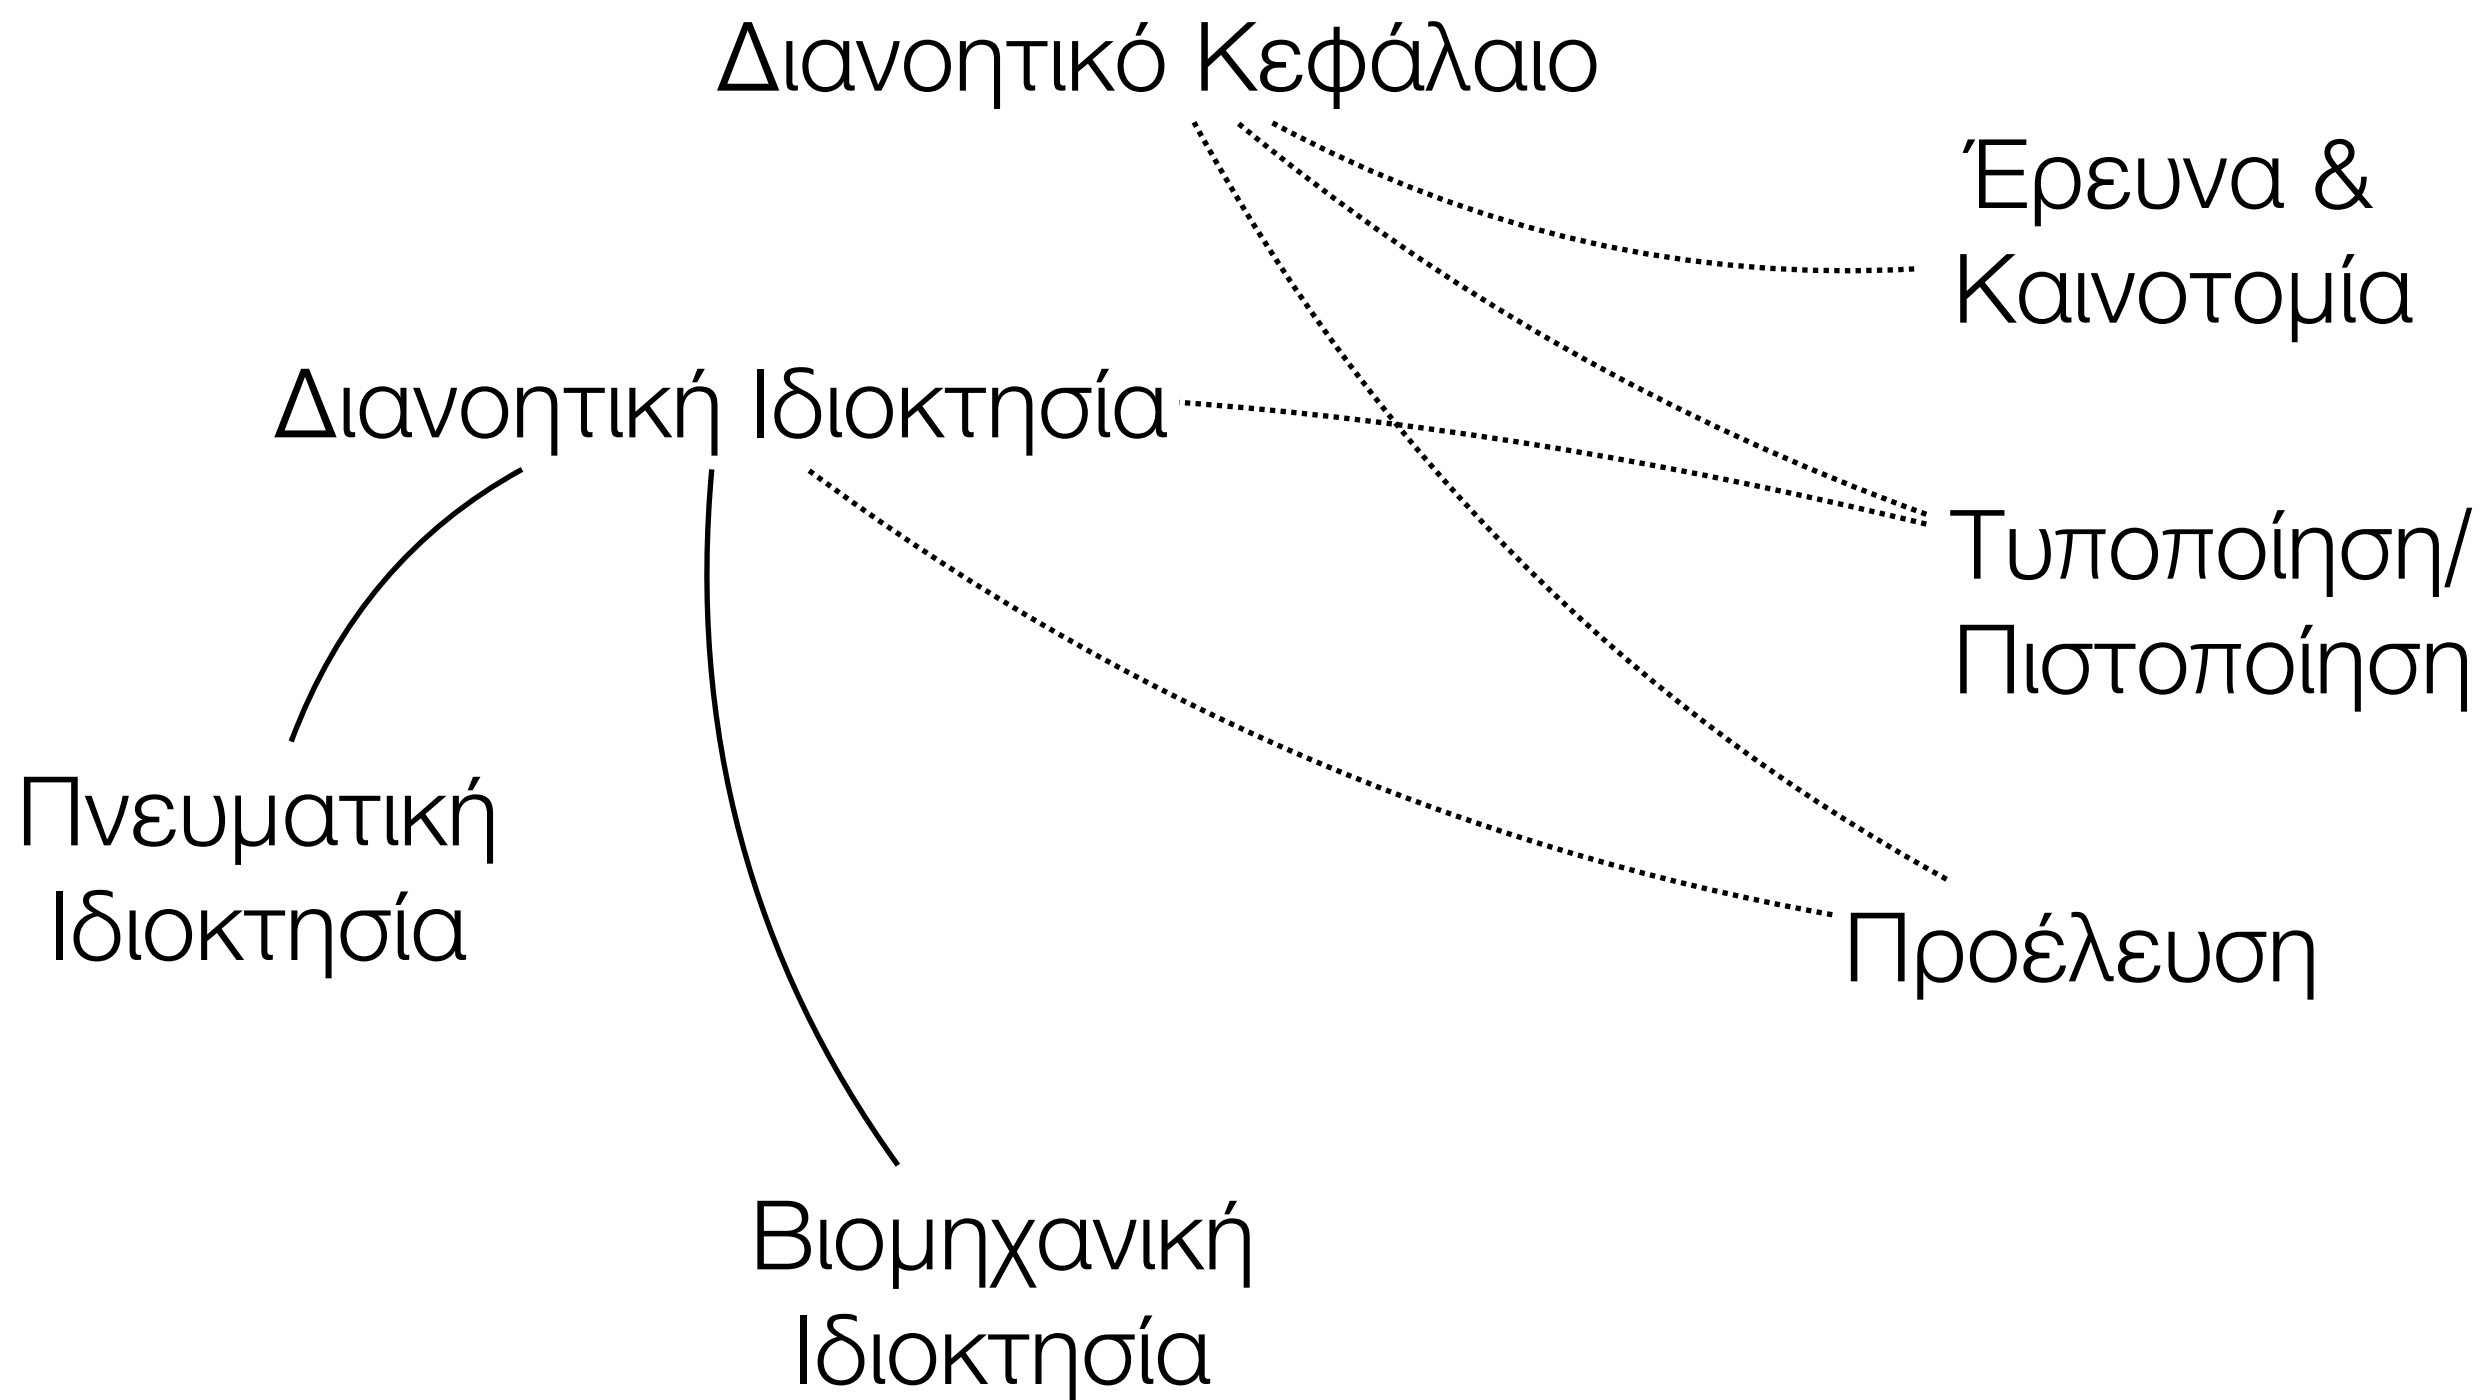 Διανοητικό Κεφάλαιο
Έρευνα &
Καινοτομία
Διανοητική Ιδιοκτησία
Τυποποίηση/
Πιστοποίηση
Πνευματική
Ιδιοκτησία
Προέλευση
Βιομηχανική
Ιδιοκτησία